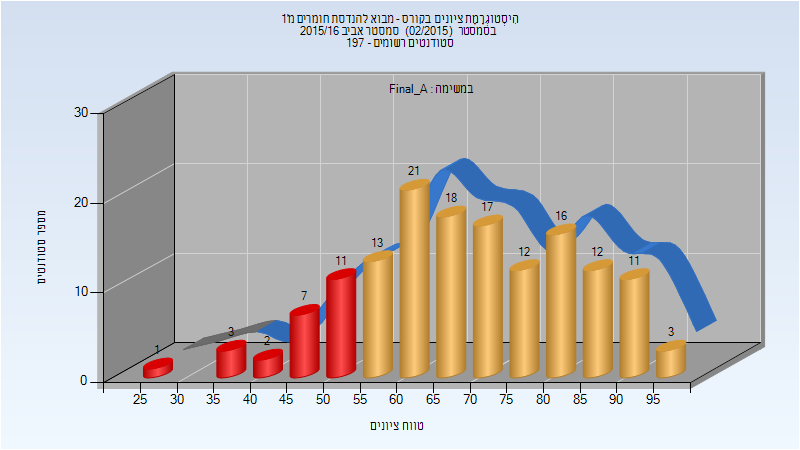 היסטוגרמת ציונים בקורס - מבוא להנדסת חומרים מ'1
בסמסטר (02/2015) סמסטר אביב 2015/16
סטודנטים רשומים - 197
במשימה : Final_A
30
20
10
0
מספר סטודנטים
1
3
2
7
11
13
21
18
17
12
16
12
11
3
25 30 35 40 45 50 55 60 65 70 75 80 85 90 95
טווח ציונים